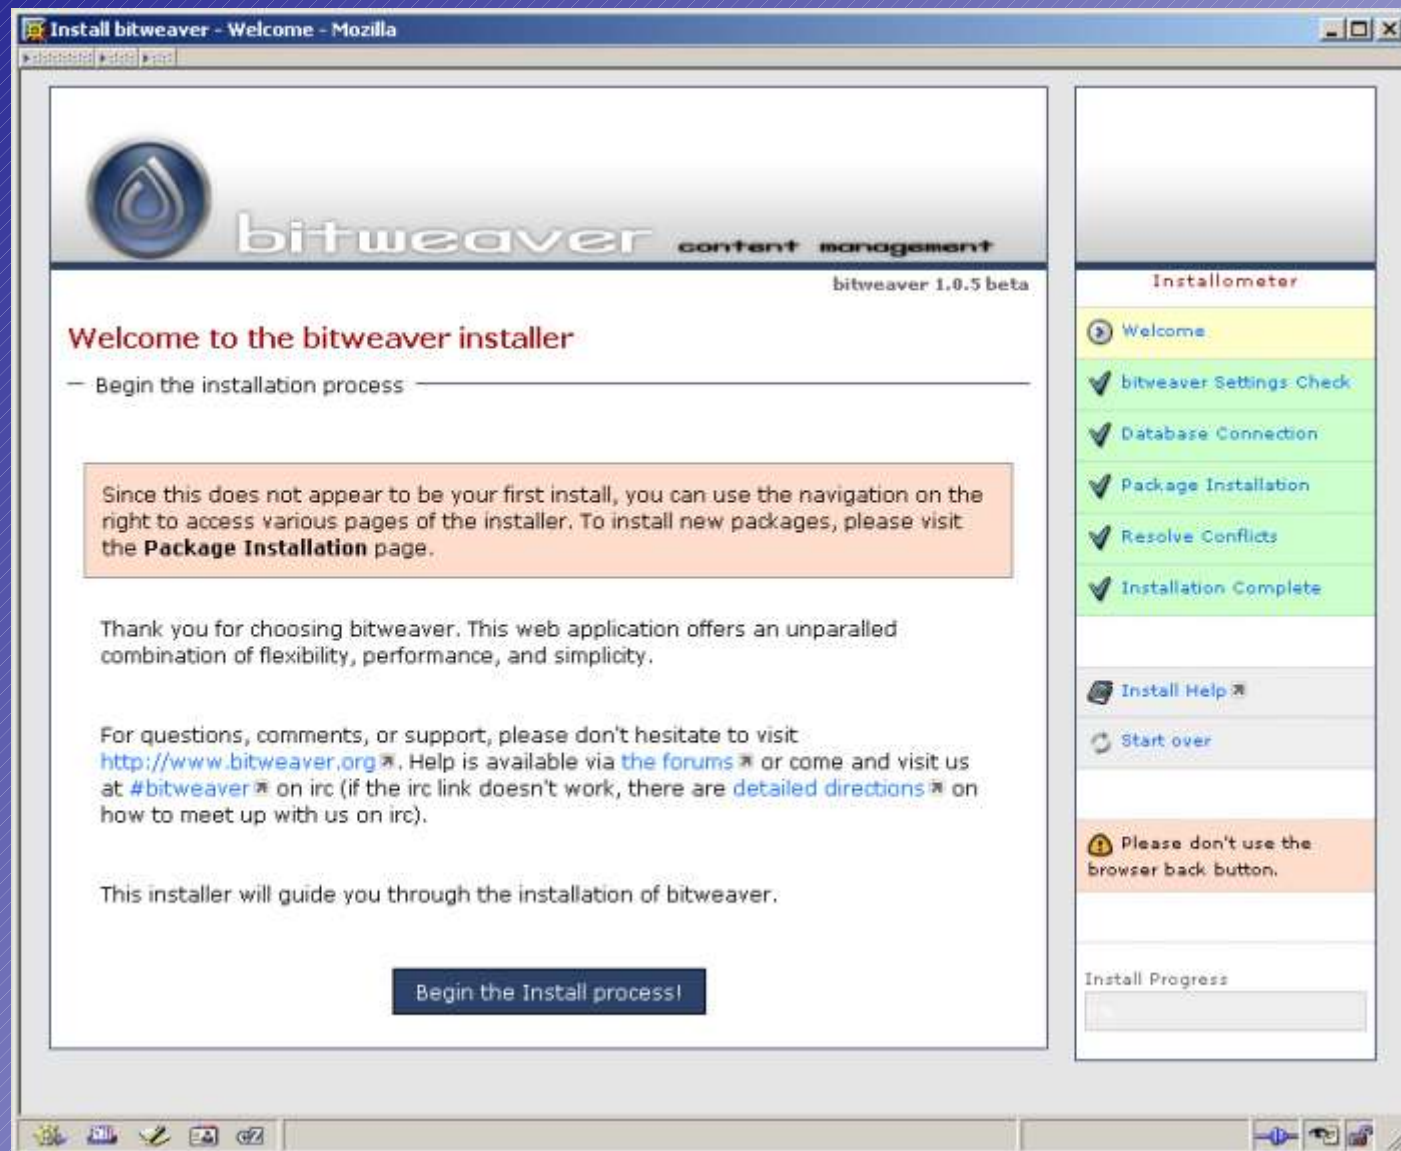 Install bitweaver - Welcome - Mozilla
bitweaver content management
bitweaver 1.0.5 beta
Welcome to the bitweaver installer
Begin the installation process
Since this does not appear to be your first install, you can use the navigation on the
right to access various pages of the installer. To install new packages, please visit
the Package Installation page.
Thank you for choosing bitweaver. This web application offers an unparalled
combination of flexibility, performance, and simplicity.
For questions, comments, or support, please don't hesitate to visit
http://www.bitweaver.org. Help is available via the forums or come and visit us
at #bitweaver on irc (if the irc link doesn't work, there are detailed directions on
how to meet up with us on irc).
This installer will guide you through the installation of bitweaver.
Begin the Install process!
Installometer
Welcome
bitweaver Settings Check
Database Connection
Package Installation
Resolve Conflicts
Installation Complete
Install Help
Start over
Please don't use the
browser back button.
Install Progress